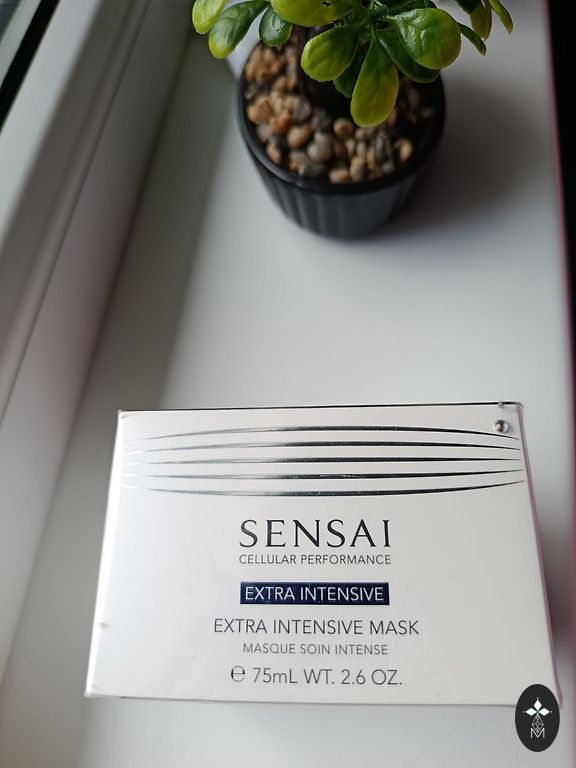 SENSAI
CELLULAR PERFORMANCE
EXTRA INTENSIVE
EXTRA INTENSIVE MASK
MASQUE SOIN INTENSE
℮ 75mL WT. 2.6 OZ.
M